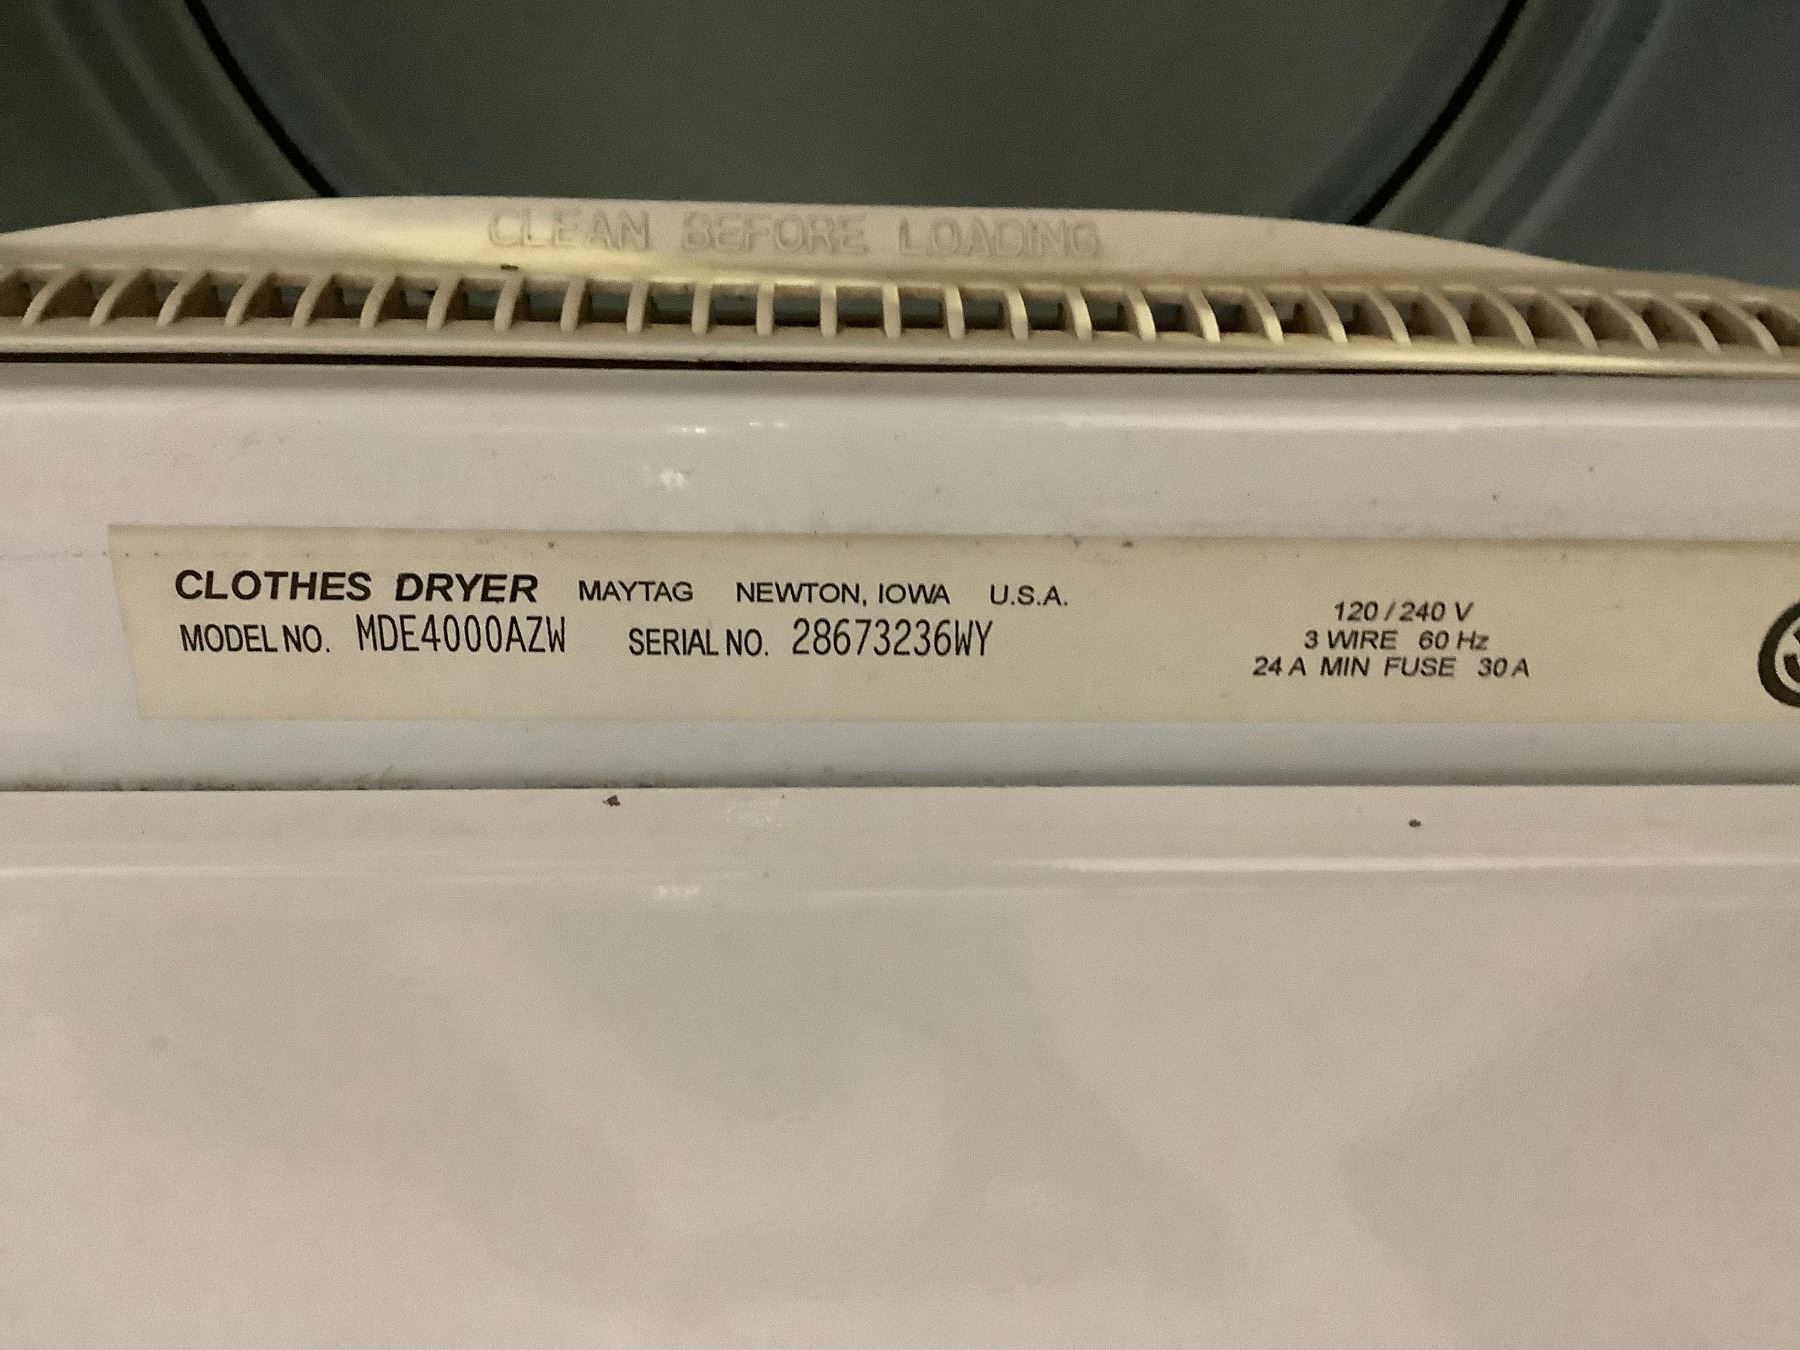 CLEAN BEFORE LOADING
CLOTHES DRYER MAYTAG NEWTON, IOWA U.S.A.
MODEL NO. MDE4000AZW SERIAL NO. 28673236WY
120/240 V
3 WIRE 60 Hz
24 A MIN FUSE 30 A